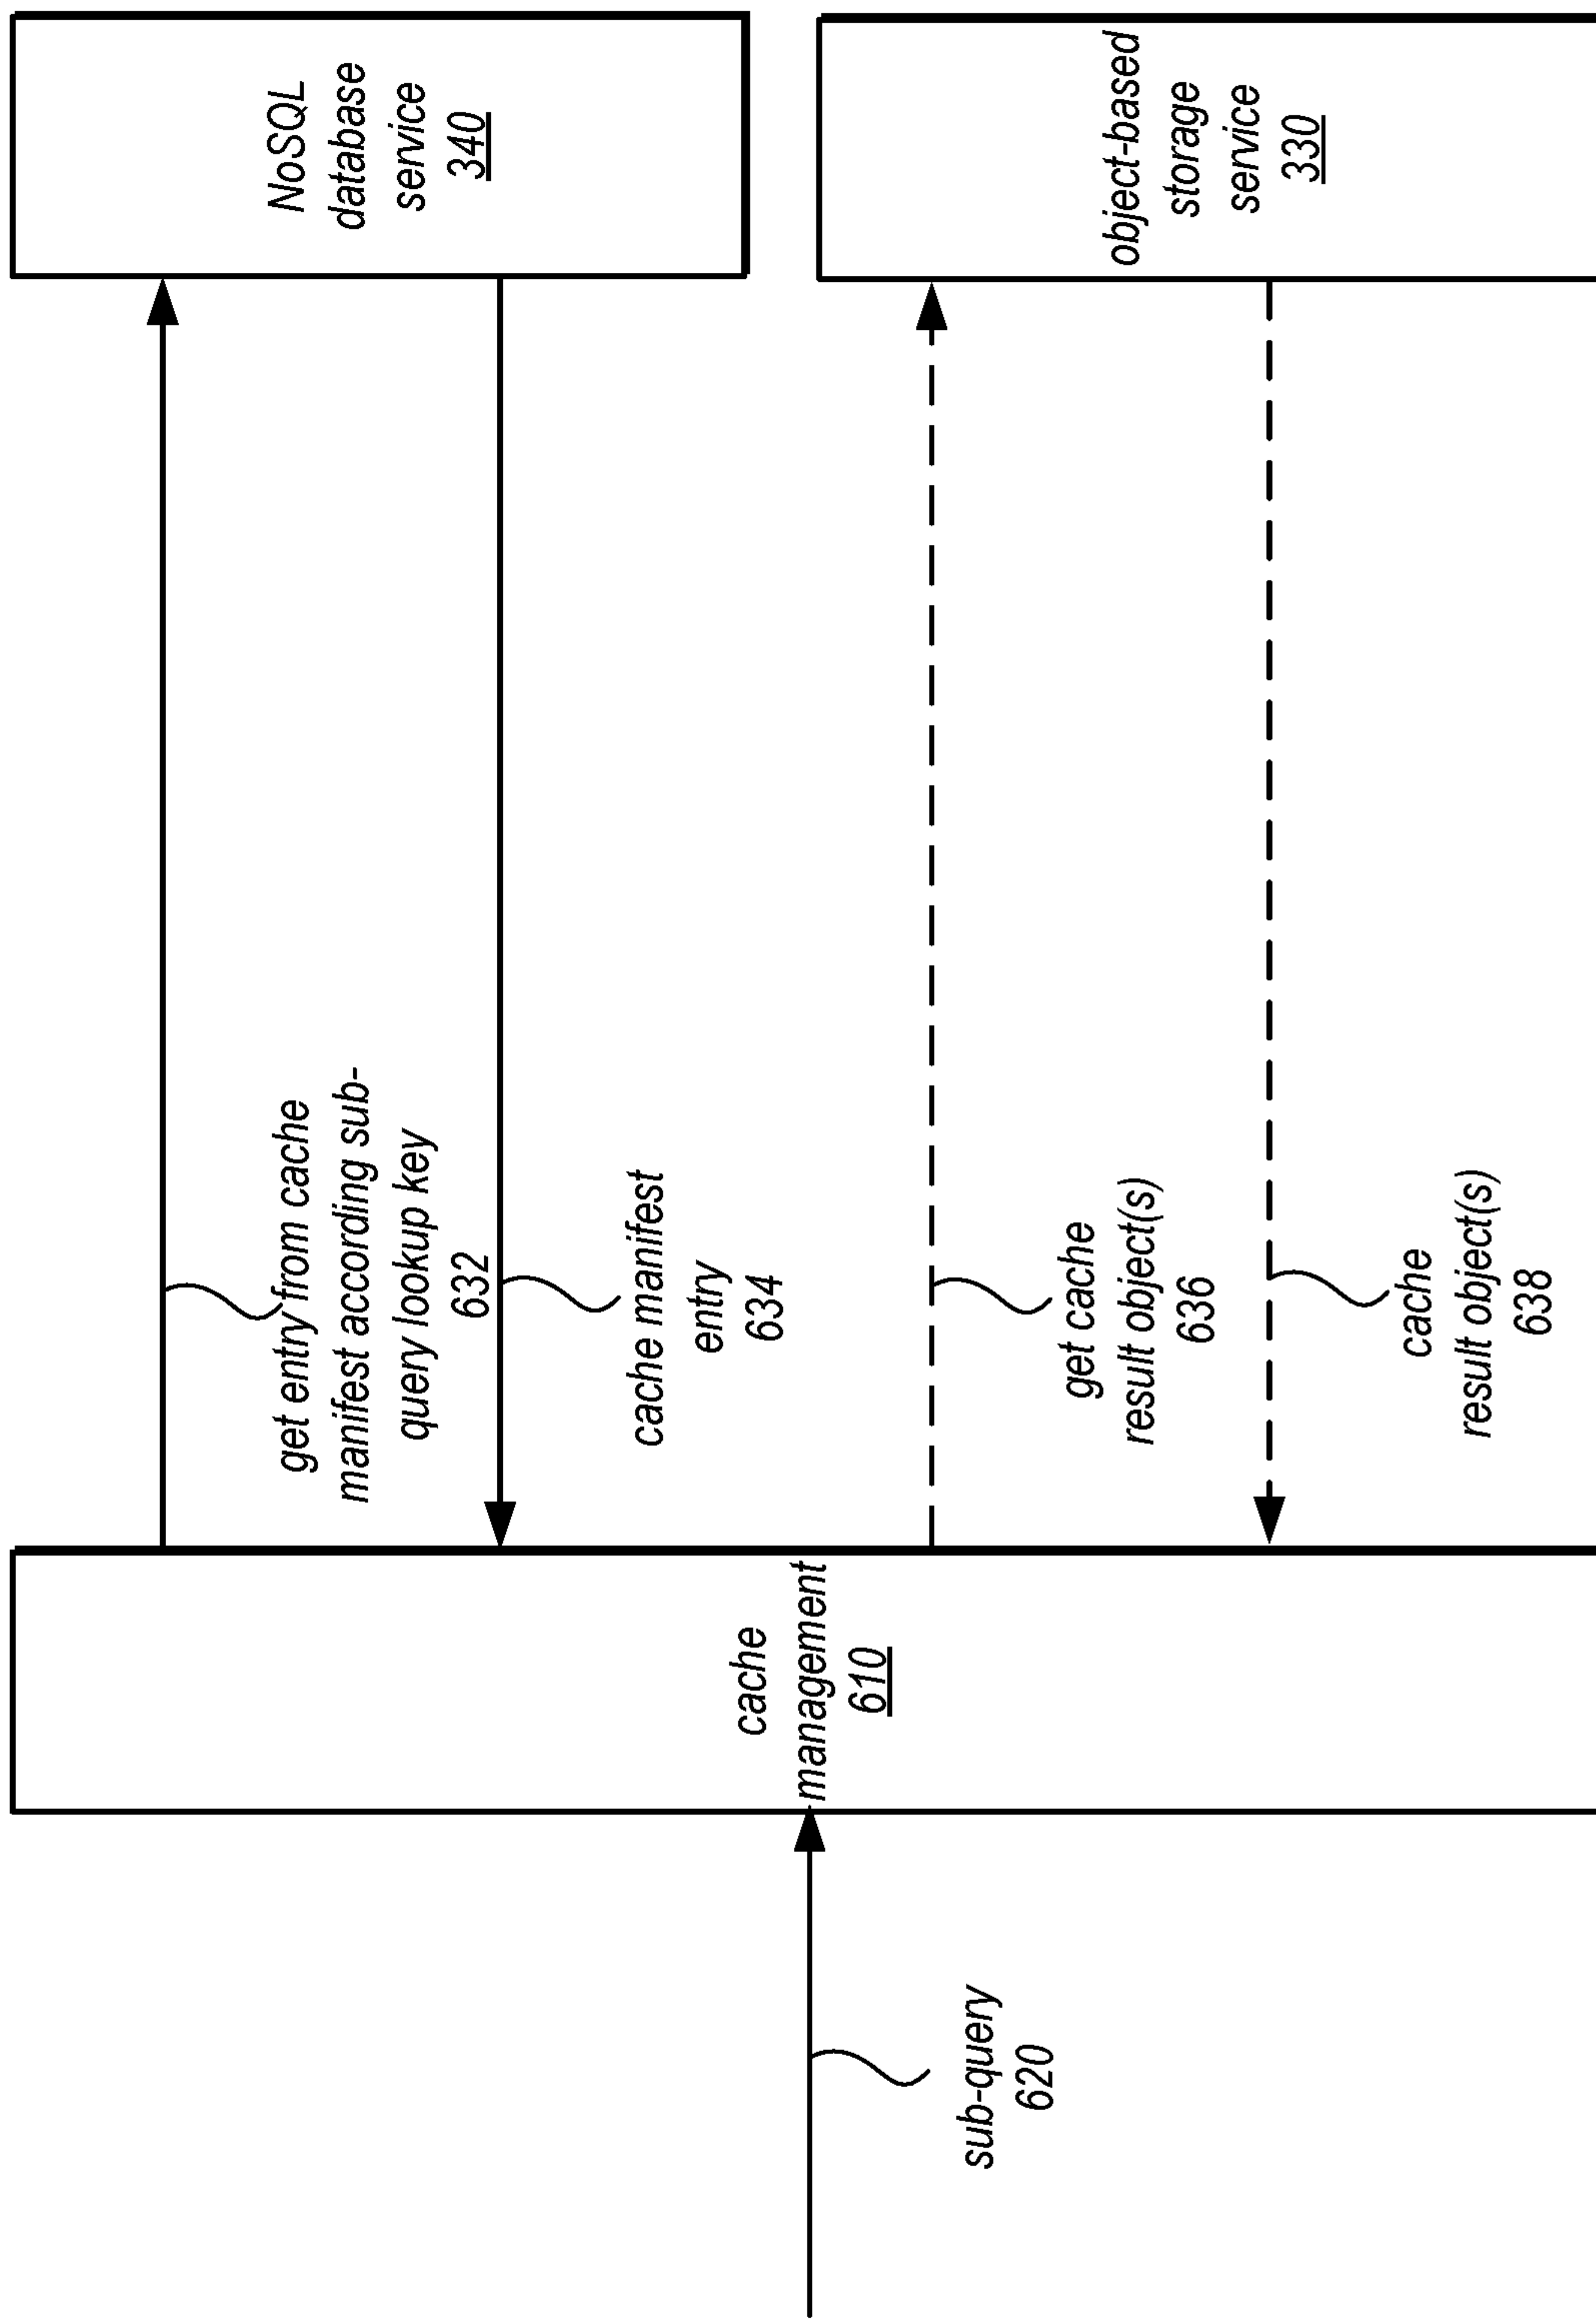 sub-query
620
cache
management
610
get entry from cache
manifest according sub-
query lookup key
632
cache manifest
entry
634
get cache
result object(s)
636
cache
result object(s)
638
NoSQL
database
service
340
object-based
storage
service
330